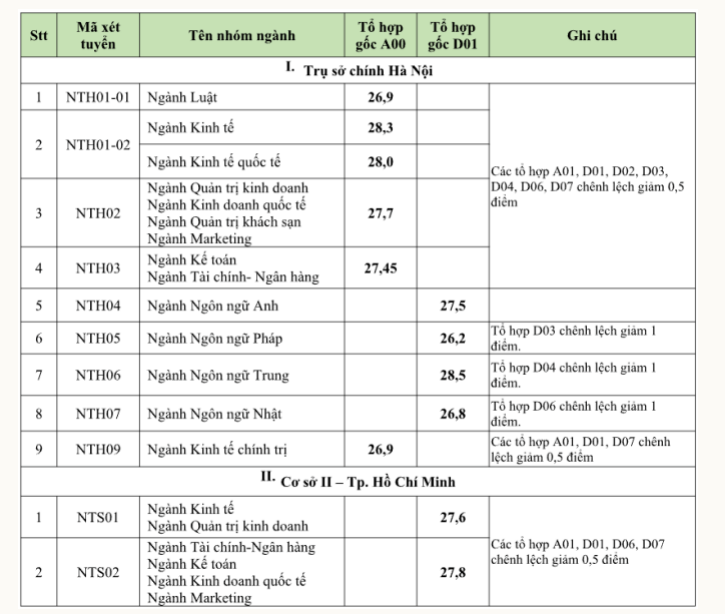 Stt
Mã xét
tuyển
Tên nhóm ngành
Tổ hợp
gốc A00
Tổ hợp
gốc D01
Ghi chú
I. Trụ sở chính Hà Nội
1 NTH01-01 Ngành Luật 26,9
2 NTH01-02
Ngành Kinh tế 28,3
Ngành Kinh tế quốc tế 28,0
3 NTH02
Ngành Quản trị kinh doanh
Ngành Kinh doanh quốc tế
Ngành Quản trị khách sạn
Ngành Marketing
27,7
4 NTH03
Ngành Kế toán
Ngành Tài chính- Ngân hàng
27,45
Các tổ hợp A01, D01, D02, D03,
D04, D06, D07 chênh lệch giảm 0,5
điểm
5 NTH04 Ngành Ngôn ngữ Anh 27,5
6 NTH05 Ngành Ngôn ngữ Pháp 26,2
Tổ hợp D03 chênh lệch giảm 1
điểm.
7 NTH06 Ngành Ngôn ngữ Trung 28,5
Tổ hợp D04 chênh lệch giảm 1
điểm.
8 NTH07 Ngành Ngôn ngữ Nhật 26,8
Tổ hợp D06 chênh lệch giảm 1
điểm.
9 NTH09 Ngành Kinh tế chính trị 26,9
Các tổ hợp A01, D01, D07 chênh
lệch giảm 0,5 điểm
II. Cơ sở II – Tp. Hồ Chí Minh
1 NTS01
Ngành Kinh tế
Ngành Quản trị kinh doanh
27,6
2 NTS02
Ngành Tài chính-Ngân hàng
Ngành Kế toán
Ngành Kinh doanh quốc tế
Ngành Marketing
27,8
Các tổ hợp A01, D01, D06, D07
chênh lệch giảm 0,5 điểm